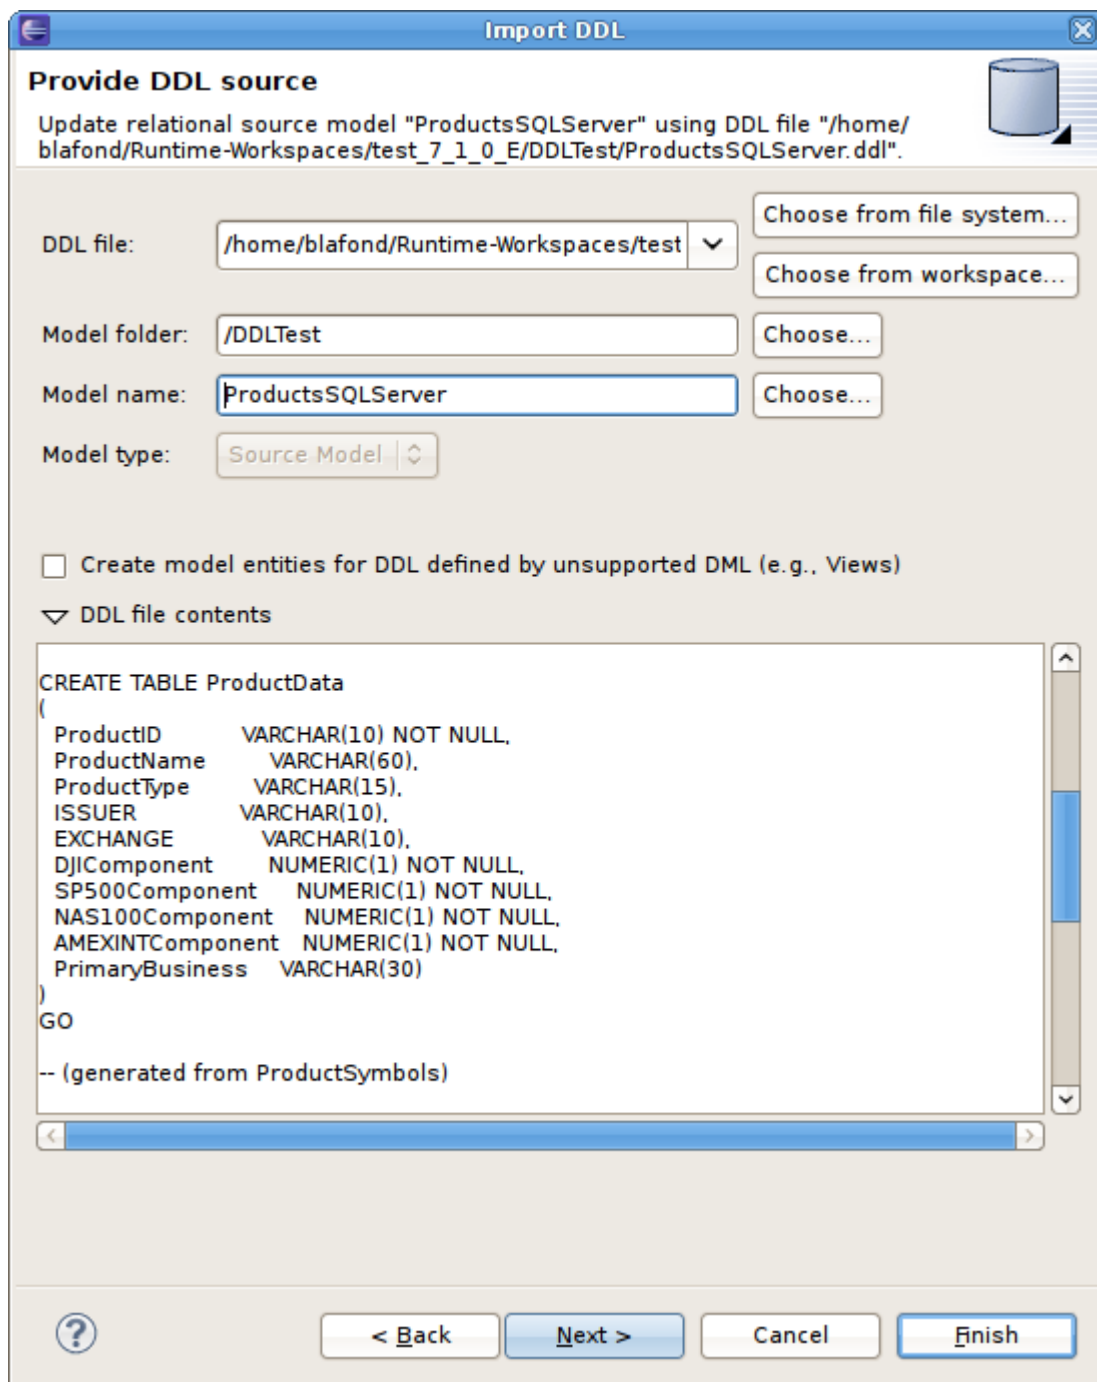 Import DDL
Provide DDL source
Update relational source model "ProductsSQLServer" using DDL file "/home/
blafond/Runtime-Workspaces/test_7_1_0_E/DDLTest/ProductsSQLServer.ddl".
Choose from file system...
DDL file: /home/blafond/Runtime-Workspaces/test
Choose from workspace...
Model folder: /DDLTest Choose...
Model name: ProductsSQLServer Choose...
Model type: Source Model
Create model entities for DDL defined by unsupported DML (e.g., Views)
DDL file contents
CREATE TABLE ProductData
(
ProductID VARCHAR(10) NOT NULL,
ProductName VARCHAR(60),
ProductType VARCHAR(15),
ISSUER VARCHAR(10),
EXCHANGE VARCHAR(10),
DJIComponent NUMERIC(1) NOT NULL,
SP500Component NUMERIC(1) NOT NULL,
NAS100Component NUMERIC(1) NOT NULL,
AMEXINTComponent NUMERIC(1) NOT NULL,
PrimaryBusiness VARCHAR(30)
)
GO
-- (generated from ProductSymbols)
? < Back Next > Cancel Finish